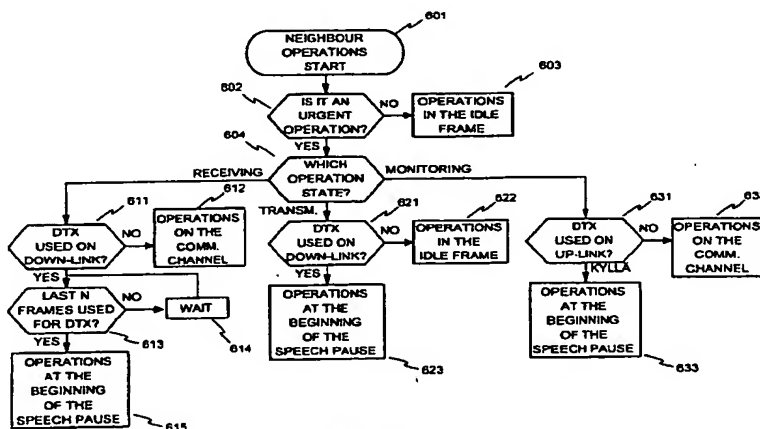 601
NEIGHBOUR
OPERATIONS
START
602
603
IS IT AN
URGENT
OPERATION?
NO
OPERATIONS
IN THE IDLE
FRAME
604
YES
RECEIVING
WHICH
OPERATION
STATE?
MONITORING
TRANSM.
611
612
621
622
631
DTX
USED ON
DOWN-LINK?
NO
OPERATIONS
ON THE
COMM.
CHANNEL
DTX
USED ON
DOWN-LINK?
NO
OPERATIONS
IN THE
IDLE FRAME
DTX
USED ON
UP-LINK?
NO
OPERATIONS
ON THE
COMM.
CHANNEL
YES
YES
KYLLA
LAST N
FRAMES USED
FOR DTX?
NO
WAIT
613
614
YES
OPERATIONS
AT THE
BEGINNING
OF THE
SPEECH PAUSE
615
OPERATIONS
AT THE
BEGINNING
OF THE
SPEECH PAUSE
623
OPERATIONS
AT THE
BEGINNING
OF THE
SPEECH PAUSE
633